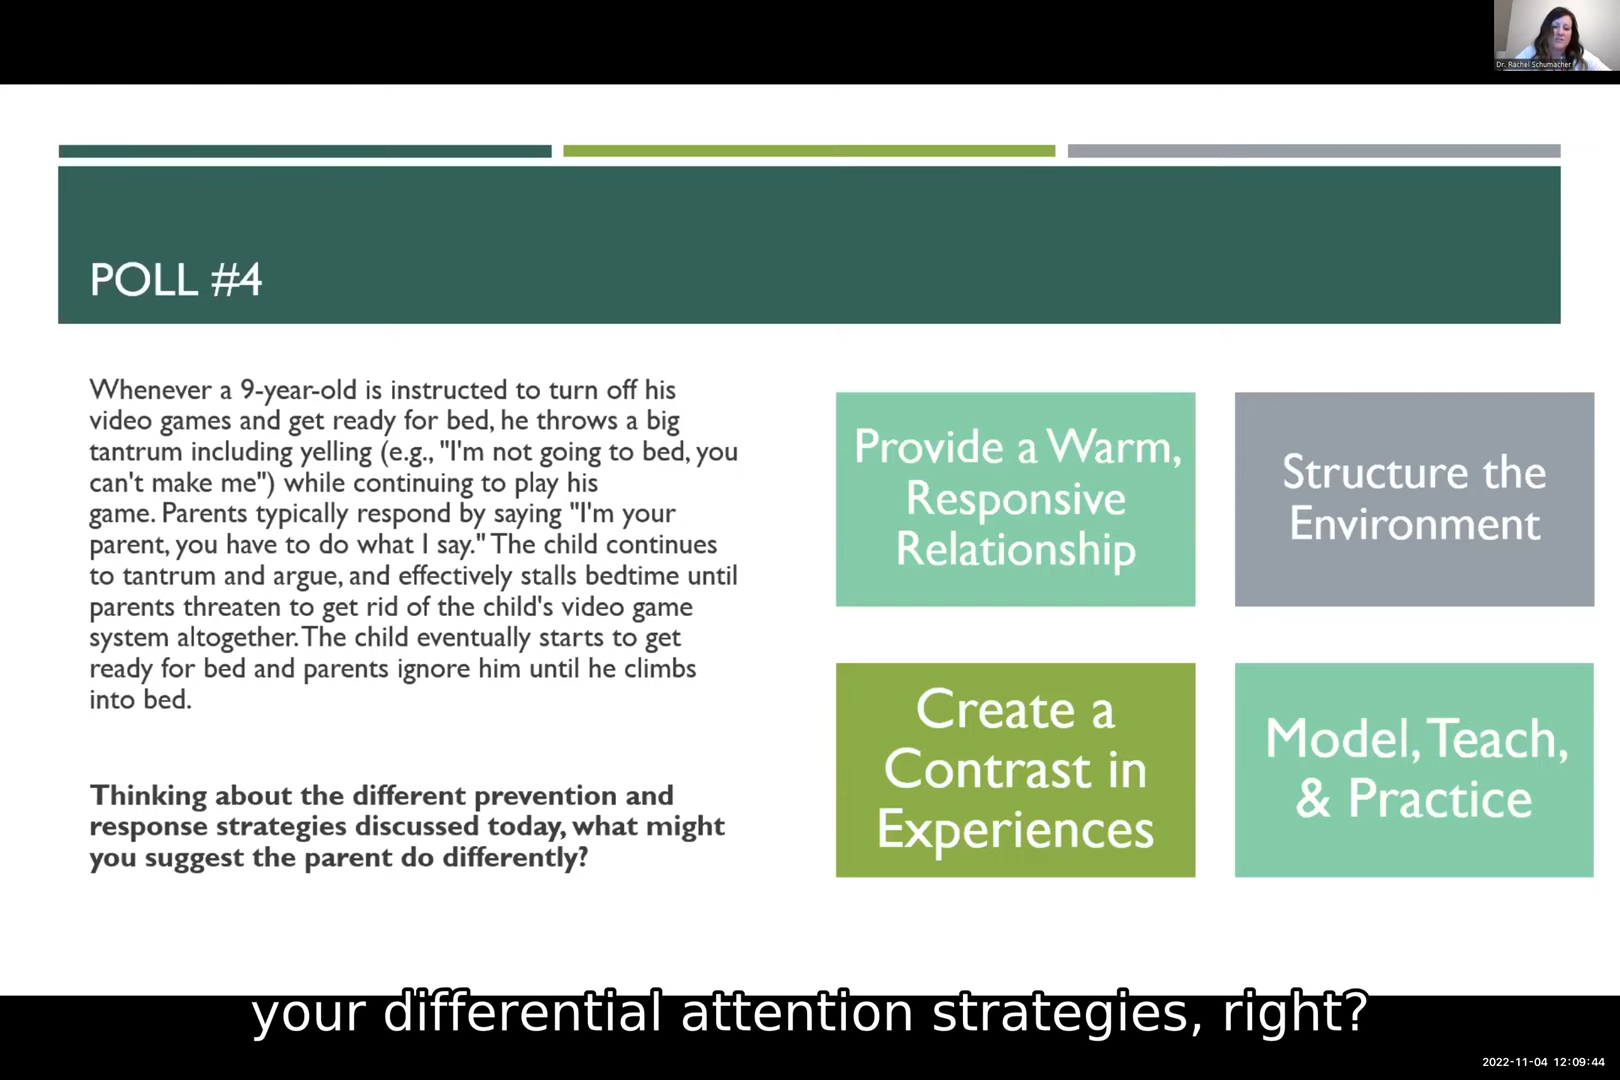 Dr. Rachel Schumacher
POLL #4
Whenever a 9-year-old is instructed to turn off his
video games and get ready for bed, he throws a big
tantrum including yelling (e.g., "I'm not going to bed, you
can't make me") while continuing to play his
game. Parents typically respond by saying "I'm your
parent, you have to do what I say." The child continues
to tantrum and argue, and effectively stalls bedtime until
parents threaten to get rid of the child's video game
system altogether. The child eventually starts to get
ready for bed and parents ignore him until he climbs
into bed.
Thinking about the different prevention and
response strategies discussed today, what might
you suggest the parent do differently?
Provide a Warm,
Responsive
Relationship
Structure the
Environment
Create a
Contrast in
Experiences
Model, Teach,
& Practice
your differential attention strategies, right?
2022-11-04 12:09:44